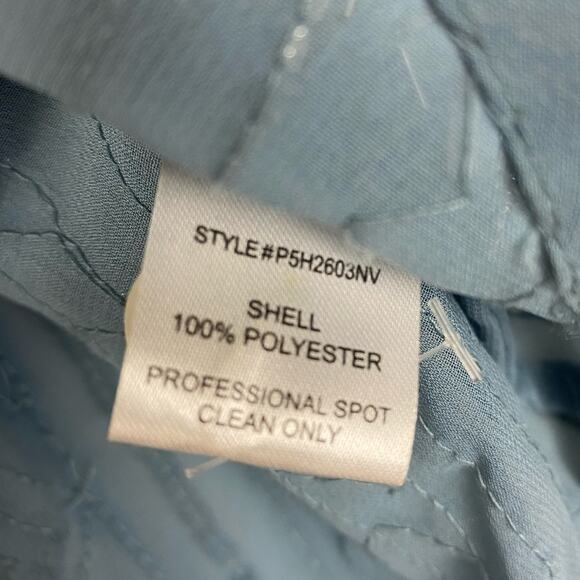 STYLE#P5H2603NV
SHELL
100% POLYESTER
PROFESSIONAL SPOT
CLEAN ONLY